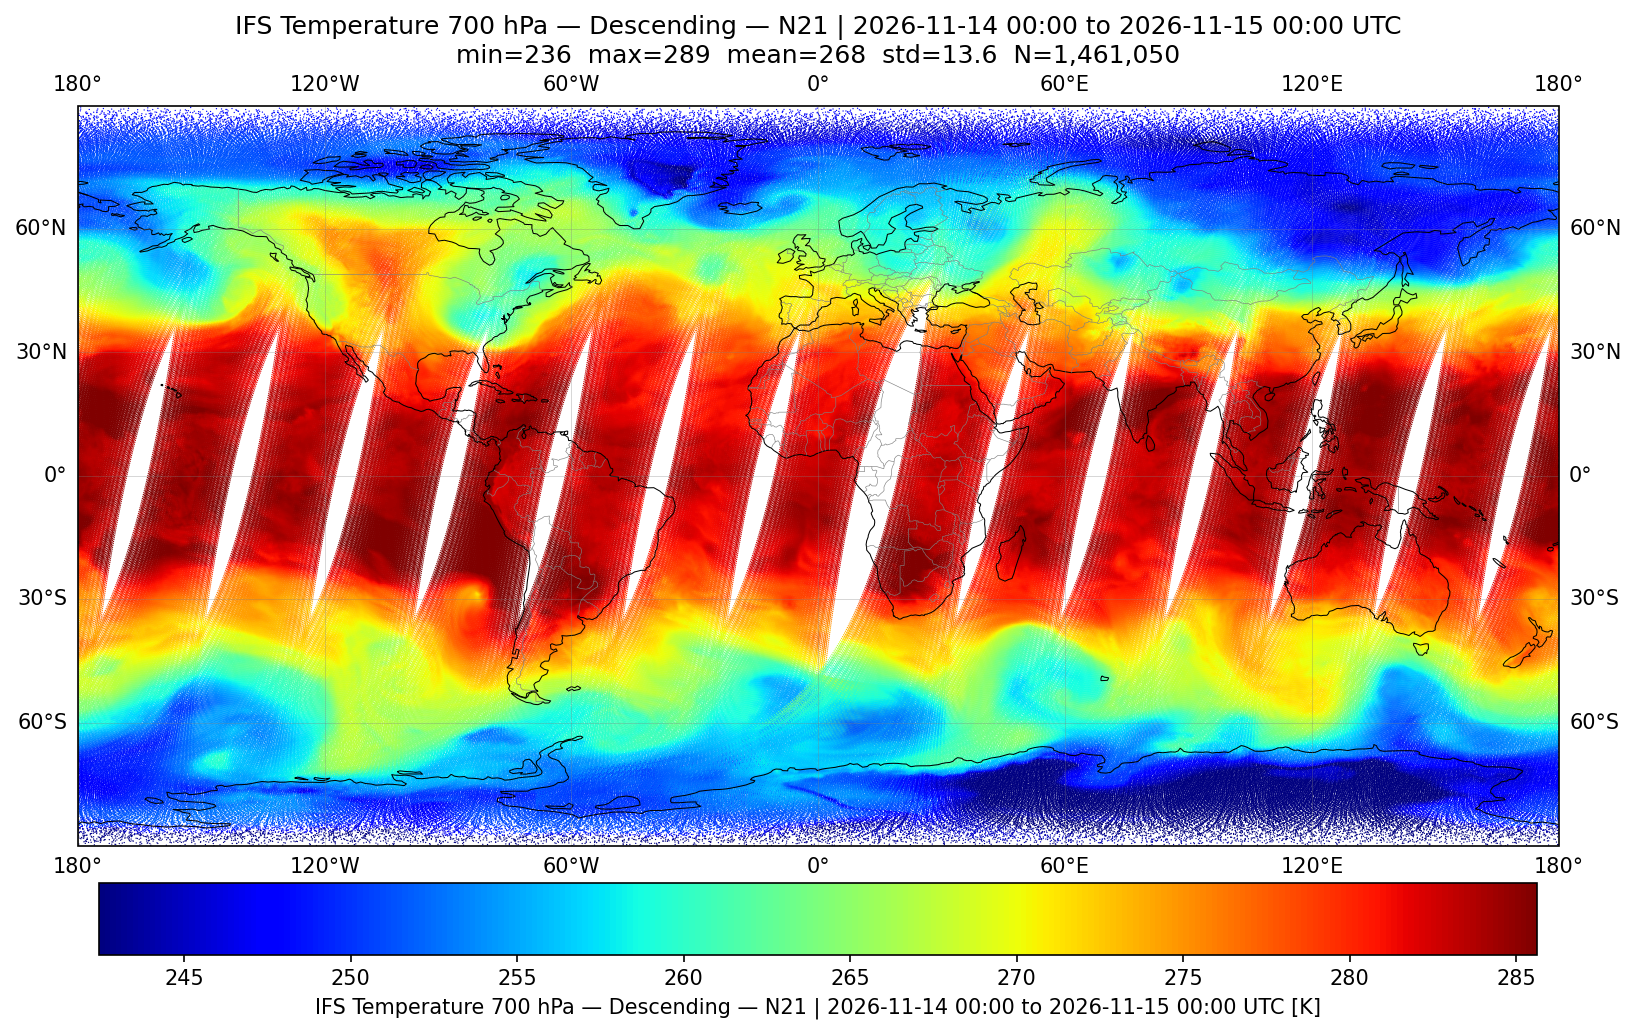 IFS Temperature 700 hPa — Descending — N21 | 2026-11-14 00:00 to 2026-11-15 00:00 UTC
min=236 max=289 mean=268 std=13.6 N=1,461,050
180° 120°W 60°W 0° 60°E 120°E 180°
60°N 60°N
30°N 30°N
0° 0°
30°S 30°S
60°S 60°S
180° 120°W 60°W 0° 60°E 120°E 180°
245 250 255 260 265 270 275 280 285
IFS Temperature 700 hPa — Descending — N21 | 2026-11-14 00:00 to 2026-11-15 00:00 UTC [K]